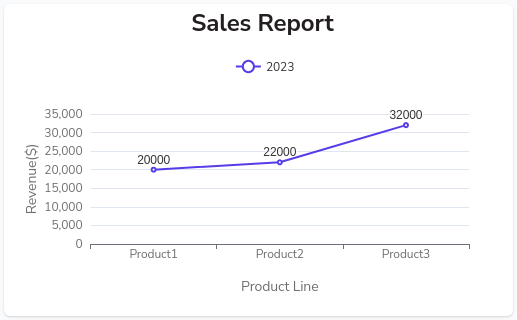 Sales Report
2023
Revenue($)
35,000
30,000
25,000
20,000
15,000
10,000
5,000
0
20000
22000
32000
Product1
Product2
Product3
Product Line